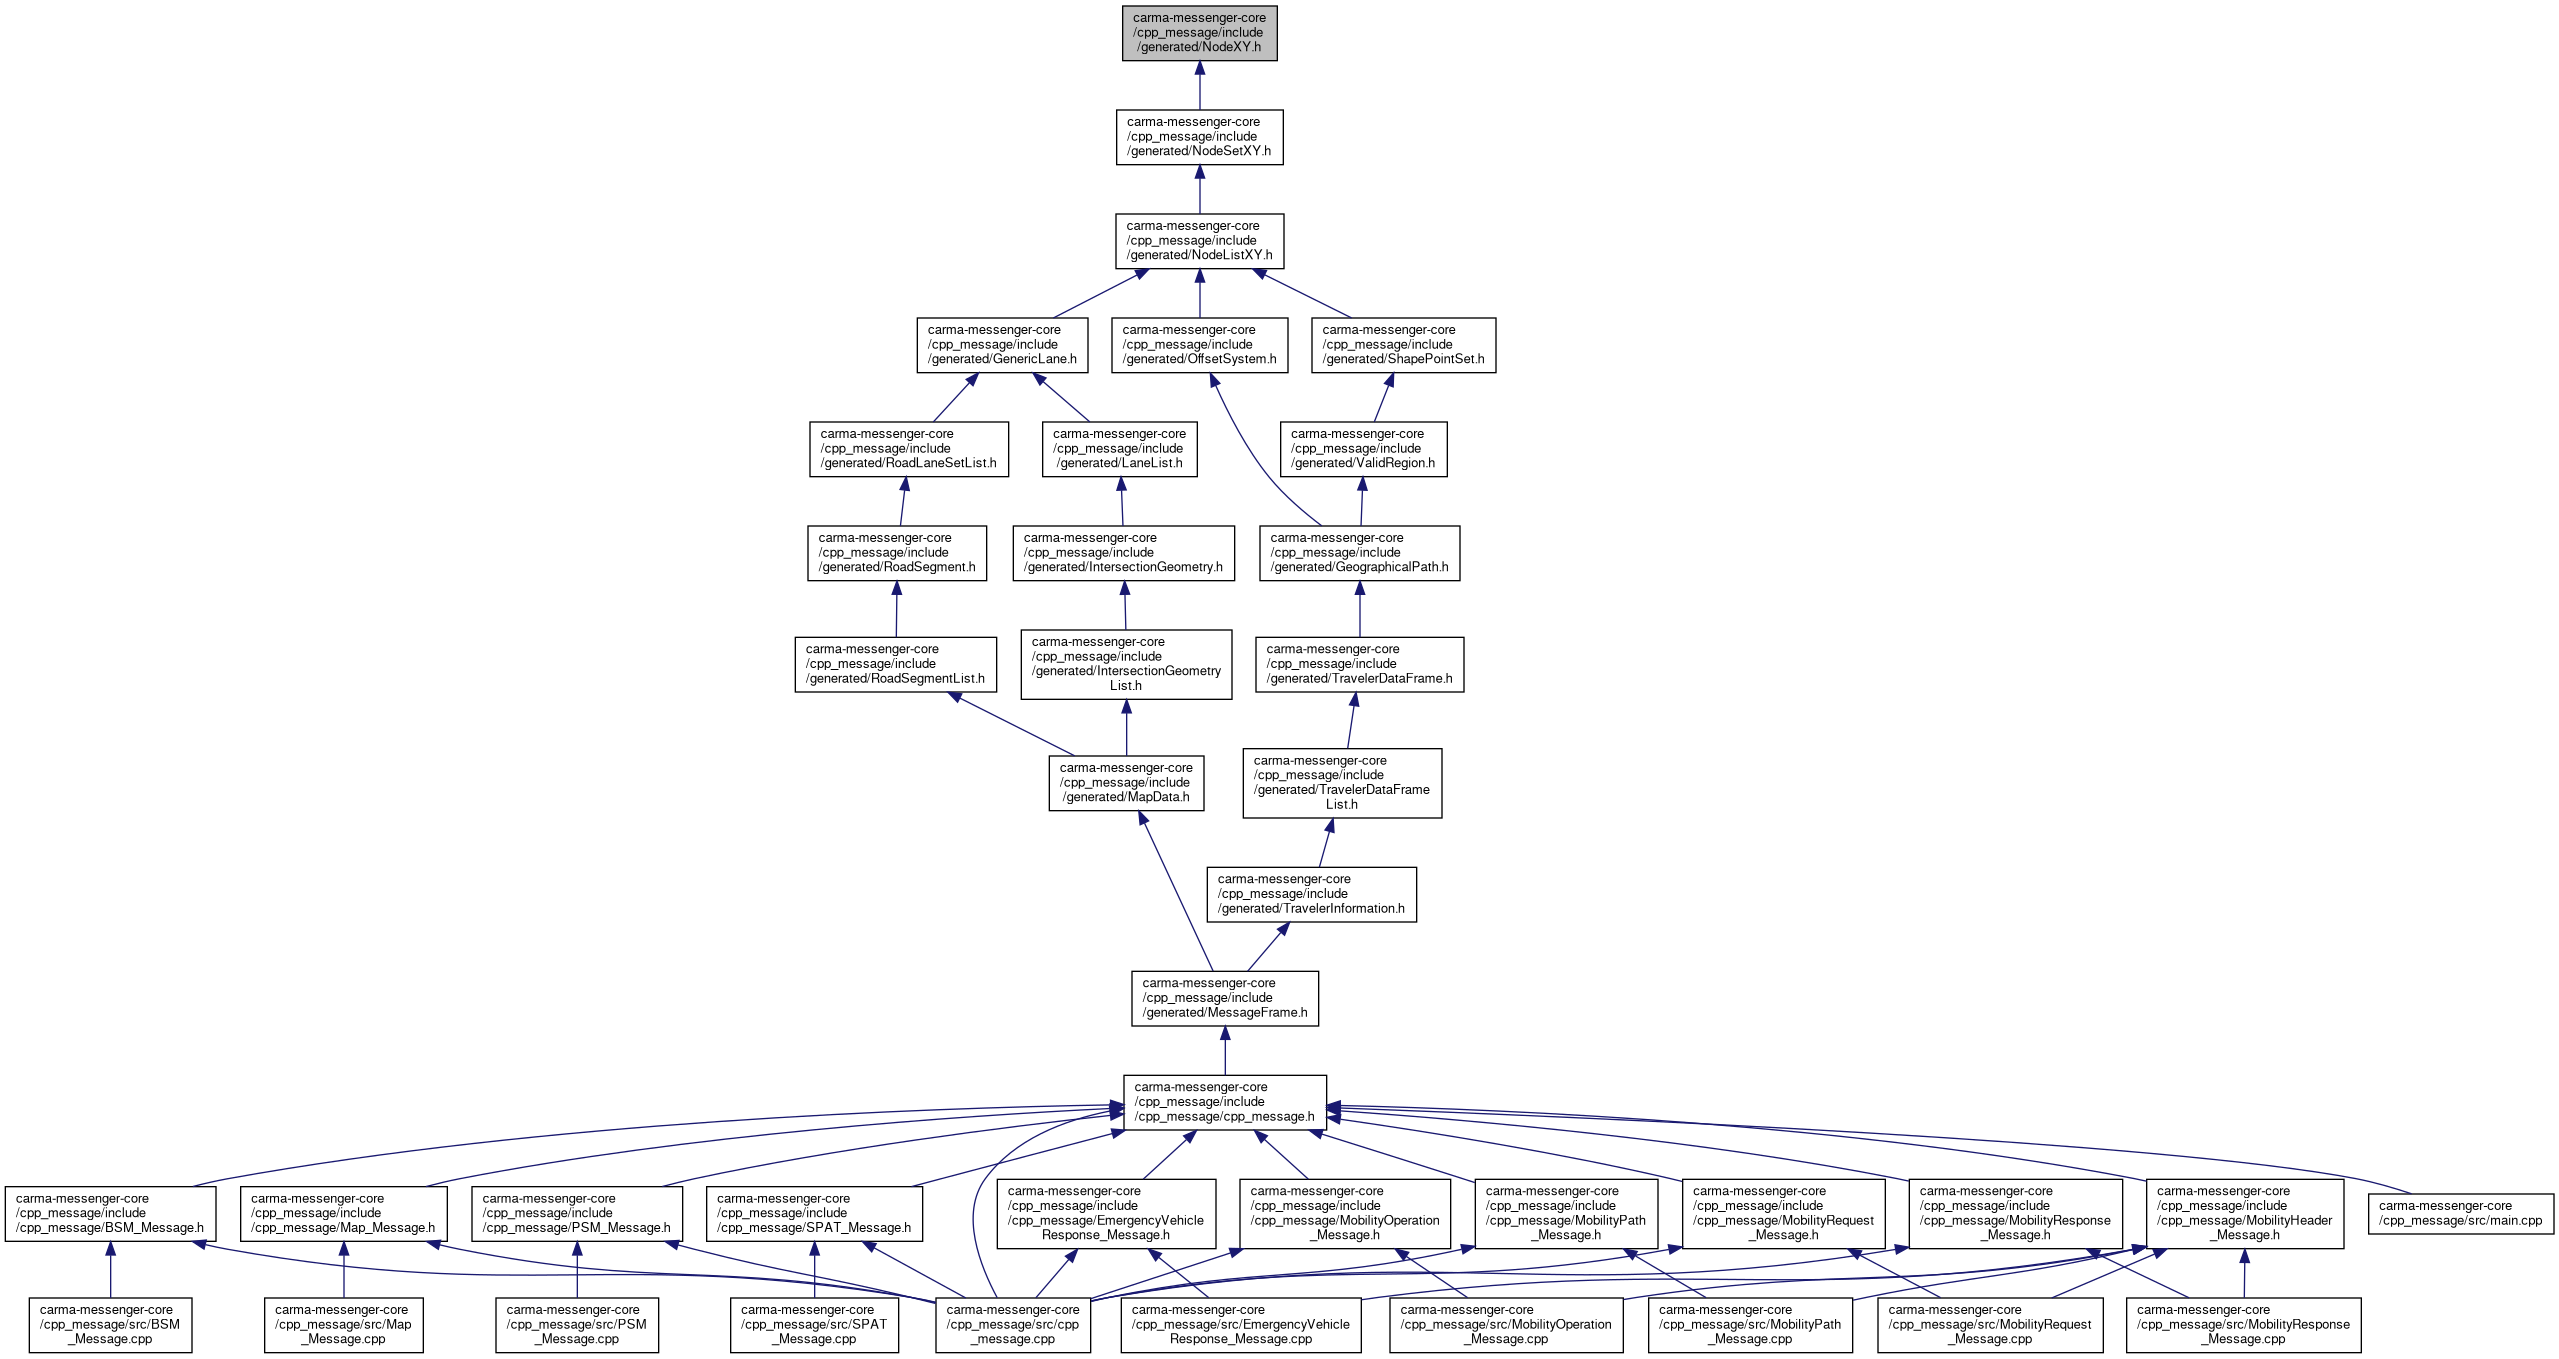 carma-messenger-core
/cpp_message/include
/generated/NodeXY.h
carma-messenger-core
/cpp_message/include
/generated/NodeSetXY.h
carma-messenger-core
/cpp_message/include
/generated/NodeListXY.h
carma-messenger-core
/cpp_message/include
/generated/GenericLane.h
carma-messenger-core
/cpp_message/include
/generated/OffsetSystem.h
carma-messenger-core
/cpp_message/include
/generated/ShapePointSet.h
carma-messenger-core
/cpp_message/include
/generated/RoadLaneSetList.h
carma-messenger-core
/cpp_message/include
/generated/LaneList.h
carma-messenger-core
/cpp_message/include
/generated/ValidRegion.h
carma-messenger-core
/cpp_message/include
/generated/RoadSegment.h
carma-messenger-core
/cpp_message/include
/generated/IntersectionGeometry.h
carma-messenger-core
/cpp_message/include
/generated/GeographicalPath.h
carma-messenger-core
/cpp_message/include
/generated/RoadSegmentList.h
carma-messenger-core
/cpp_message/include
/generated/IntersectionGeometry
List.h
carma-messenger-core
/cpp_message/include
/generated/TravelerDataFrame.h
carma-messenger-core
/cpp_message/include
/generated/MapData.h
carma-messenger-core
/cpp_message/include
/generated/TravelerDataFrame
List.h
carma-messenger-core
/cpp_message/include
/generated/TravelerInformation.h
carma-messenger-core
/cpp_message/include
/generated/MessageFrame.h
carma-messenger-core
/cpp_message/include
/cpp_message/cpp_message.h
carma-messenger-core
/cpp_message/include
/cpp_message/BSM_Message.h
carma-messenger-core
/cpp_message/include
/cpp_message/Map_Message.h
carma-messenger-core
/cpp_message/include
/cpp_message/PSM_Message.h
carma-messenger-core
/cpp_message/include
/cpp_message/SPAT_Message.h
carma-messenger-core
/cpp_message/include
/cpp_message/EmergencyVehicle
Response_Message.h
carma-messenger-core
/cpp_message/include
/cpp_message/MobilityOperation
_Message.h
carma-messenger-core
/cpp_message/include
/cpp_message/MobilityPath
_Message.h
carma-messenger-core
/cpp_message/include
/cpp_message/MobilityRequest
_Message.h
carma-messenger-core
/cpp_message/include
/cpp_message/MobilityResponse
_Message.h
carma-messenger-core
/cpp_message/include
/cpp_message/MobilityHeader
_Message.h
carma-messenger-core
/cpp_message/src/main.cpp
carma-messenger-core
/cpp_message/src/BSM
_Message.cpp
carma-messenger-core
/cpp_message/src/Map
_Message.cpp
carma-messenger-core
/cpp_message/src/PSM
_Message.cpp
carma-messenger-core
/cpp_message/src/SPAT
_Message.cpp
carma-messenger-core
/cpp_message/src/cpp
_message.cpp
carma-messenger-core
/cpp_message/src/EmergencyVehicle
Response_Message.cpp
carma-messenger-core
/cpp_message/src/MobilityOperation
_Message.cpp
carma-messenger-core
/cpp_message/src/MobilityPath
_Message.cpp
carma-messenger-core
/cpp_message/src/MobilityRequest
_Message.cpp
carma-messenger-core
/cpp_message/src/MobilityResponse
_Message.cpp